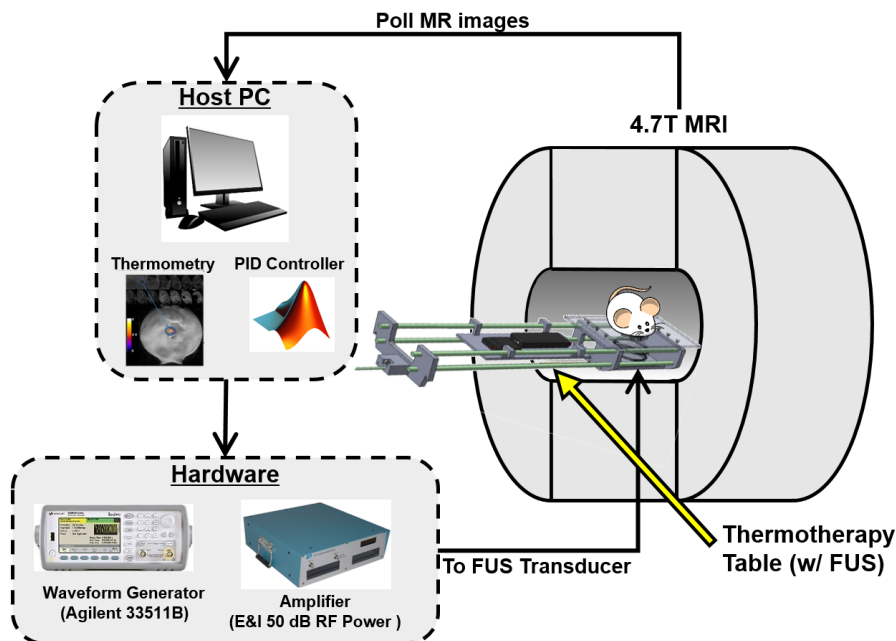 Poll MR images
Host PC
4.7T MRI
Thermometry
PID Controller
Hardware
Waveform Generator
(Agilent 33511B)
Amplifier
(E&I 50 dB RF Power )
To FUS Transducer
Thermotherapy
Table (w/ FUS)